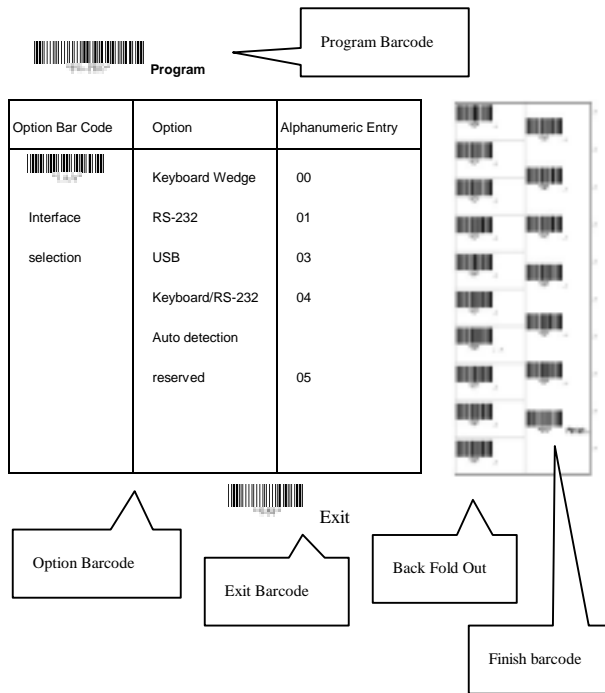 Program Barcode
Program
Option Bar Code Option Alphanumeric Entry
Keyboard Wedge 00
Interface RS-232 01
selection USB 03
Keyboard/RS-232 04
Auto detection
reserved 05
Exit
Option Barcode
Exit Barcode
Back Fold Out
Finish barcode